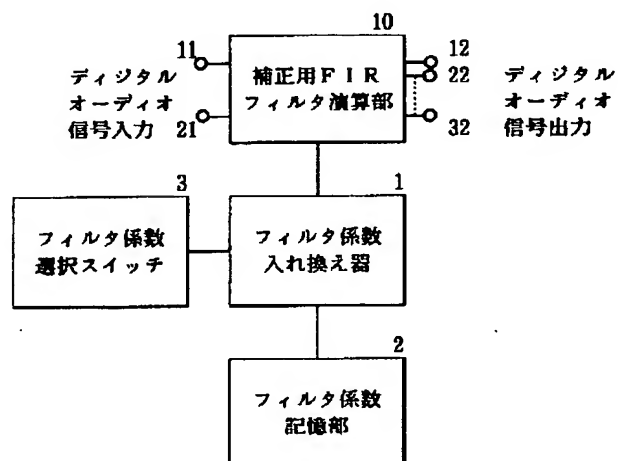 10
11
12
22
32
21
ディジタル
オーディオ
信号入力
補正用FIR
フィルタ演算部
ディジタル
オーディオ
信号出力
3
1
フィルタ係数
選択スイッチ
フィルタ係数
入れ換え器
2
フィルタ係数
記憶部